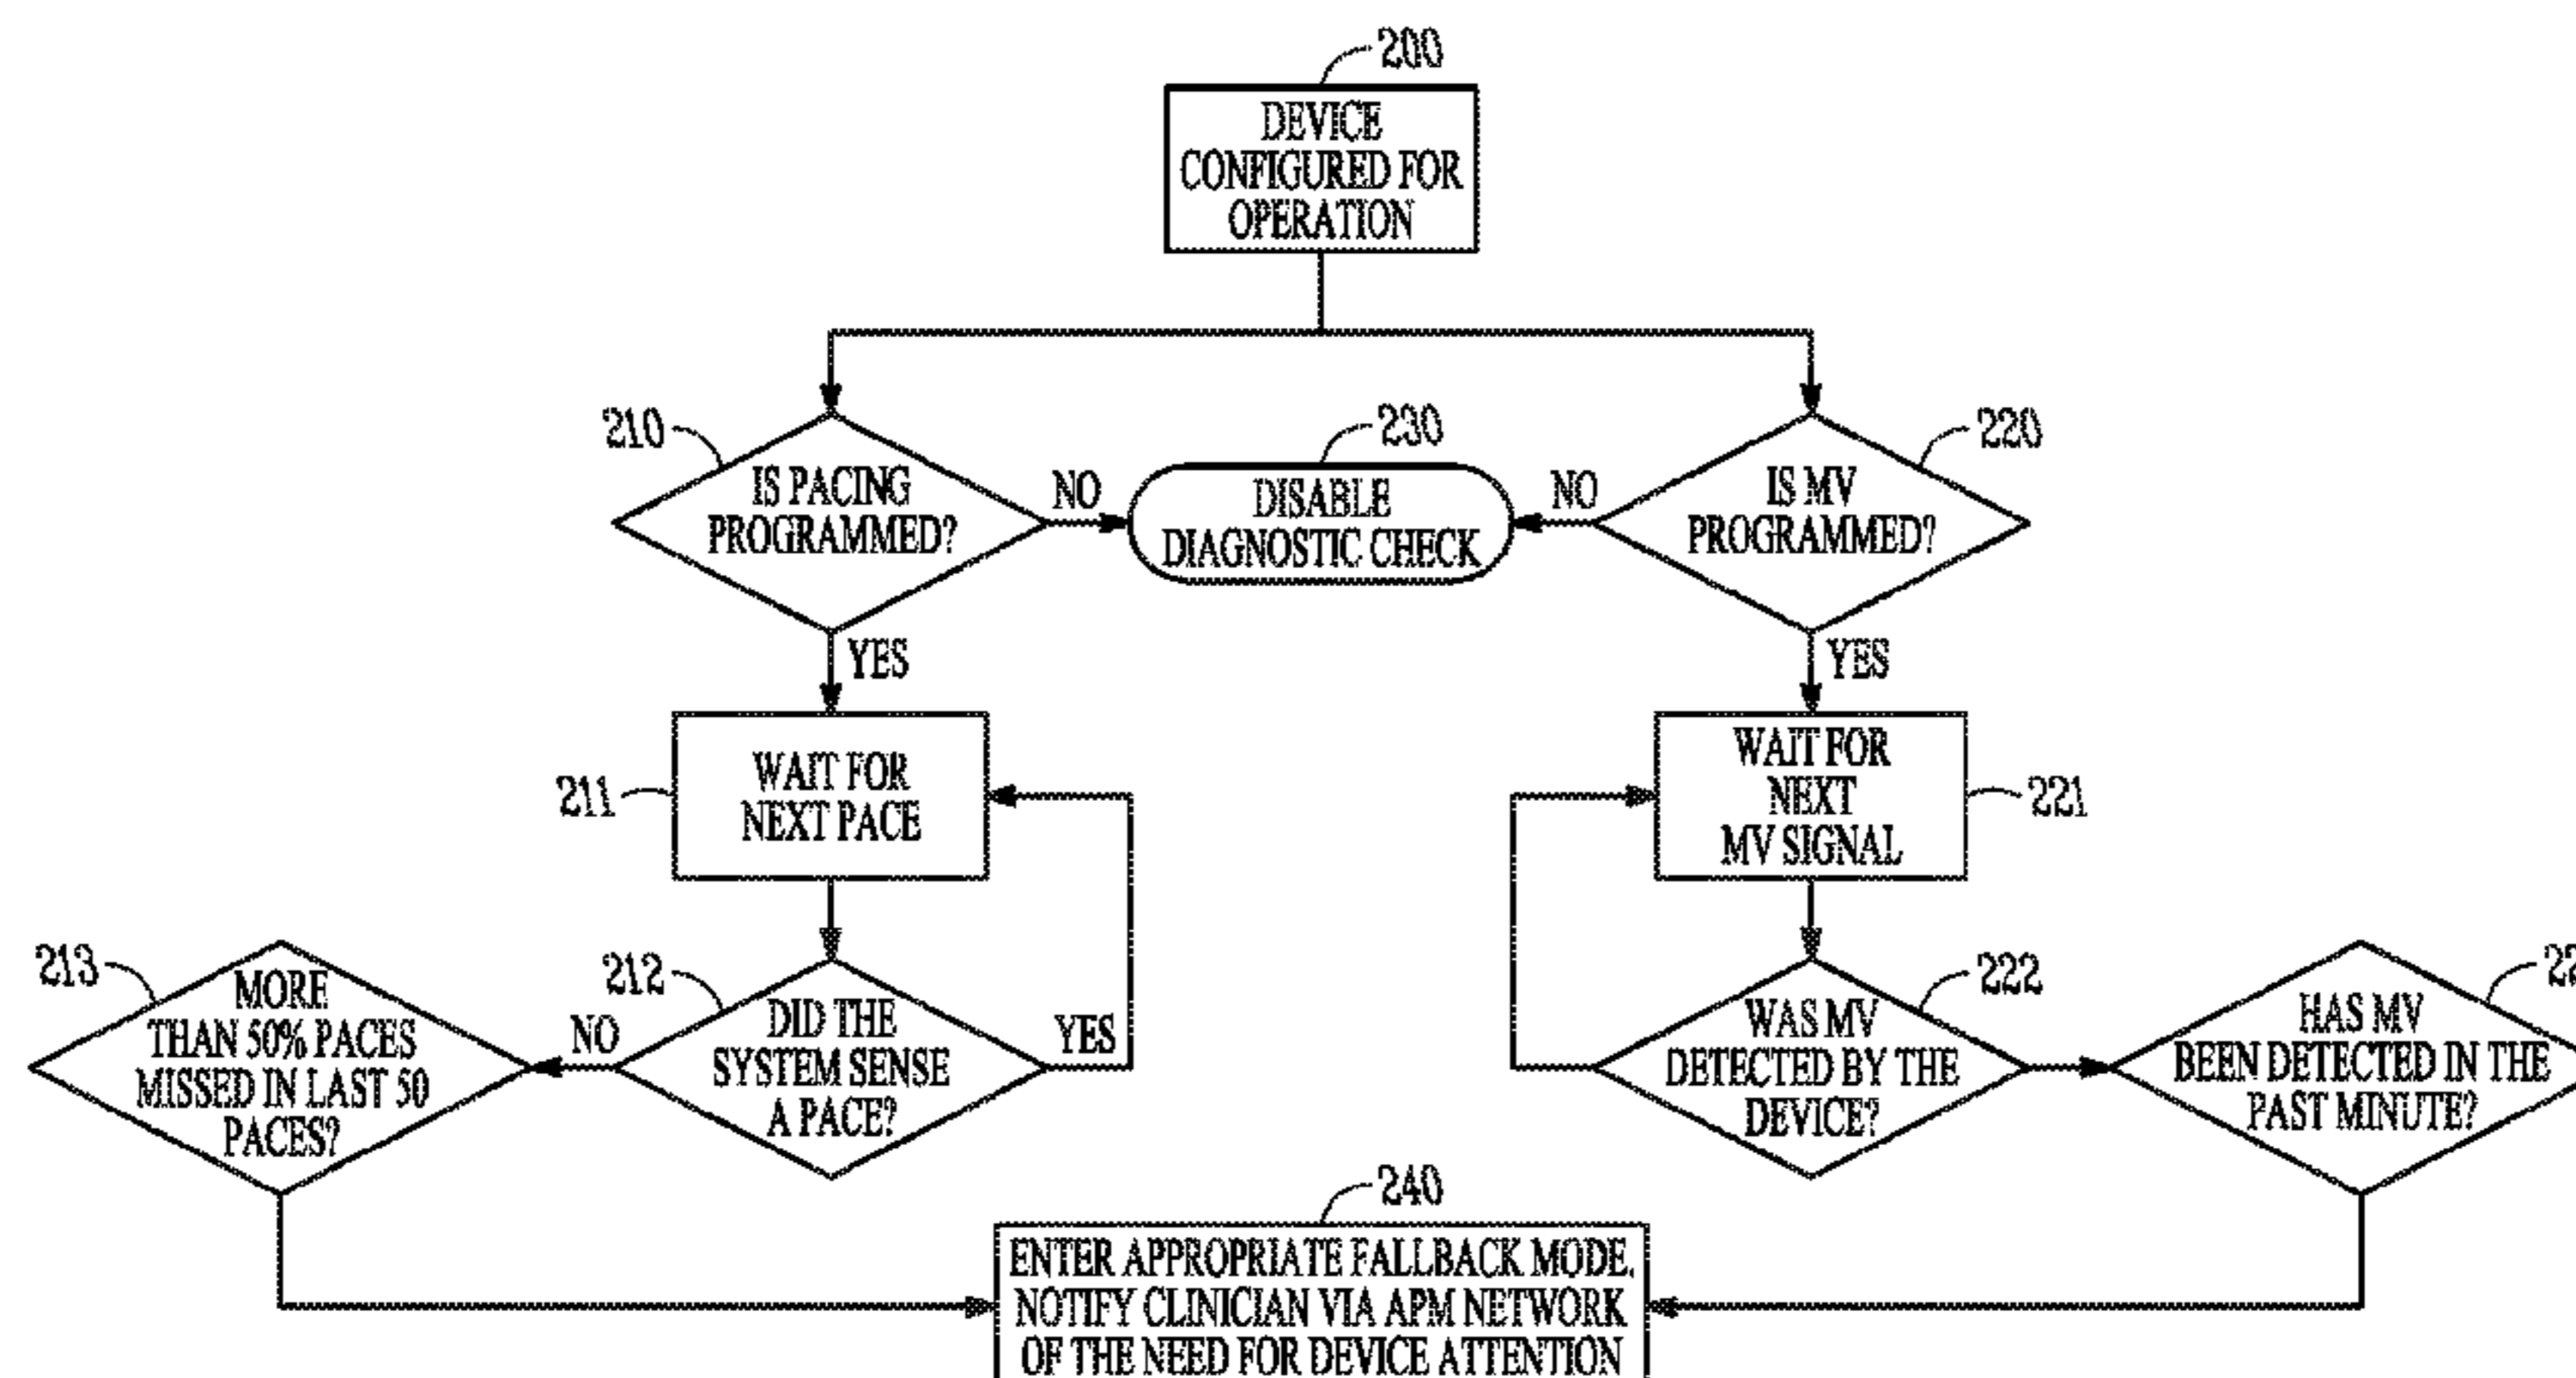 200
DEVICE
CONFIGURED FOR
OPERATION
210
IS PACING
PROGRAMMED?
NO
230
DISABLE
DIAGNOSTIC CHECK
NO
220
IS MV
PROGRAMMED?
YES
YES
211
WAIT FOR
NEXT PACE
WAIT FOR
NEXT
MV SIGNAL
221
213
MORE
THAN 50% PACES
MISSED IN LAST 50
PACES?
NO
212
DID THE
SYSTEM SENSE
A PACE?
YES
222
WAS MV
DETECTED BY THE
DEVICE?
HAS MV
BEEN DETECTED IN THE
PAST MINUTE?
240
ENTER APPROPRIATE FALLBACK MODE.
NOTIFY CLINICIAN VIA APM NETWORK
OF THE NEED FOR DEVICE ATTENTION